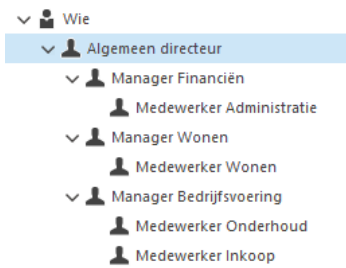 Wie
Algemeen directeur
Manager Financiën
Medewerker Administratie
Manager Wonen
Medewerker Wonen
Manager Bedrijfsvoering
Medewerker Onderhoud
Medewerker Inkoop